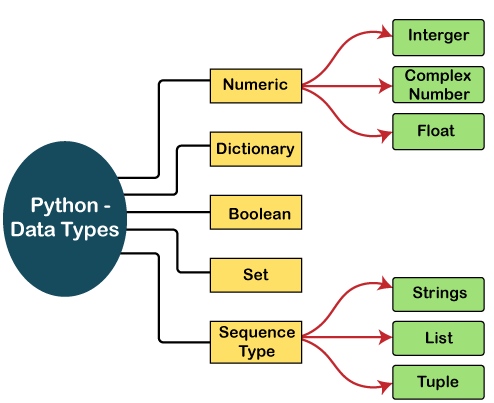 Python -
Data Types
Numeric
Dictionary
Boolean
Set
Sequence
Type
Interger
Complex
Number
Float
Strings
List
Tuple